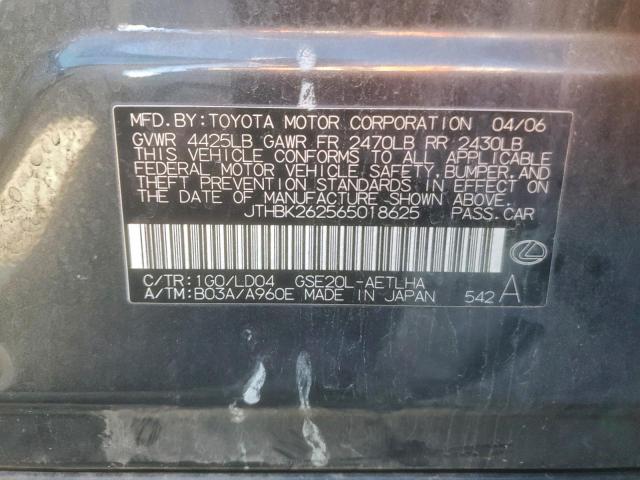 MFD.BY:TOYOTA MOTOR CORPORATION 04/06
GVWR 4425LB GAWR FR 2470LB RR 2430LB
THIS VEHICLE CONFORMS TO ALL APPLICABLE
FEDERAL MOTOR VEHICLE SAFETY,BUMPER,AND
THEFT PREVENTION STANDARDS IN EFFECT ON
THE DATE OF MANUFACTURE SHOWN ABOVE.
JTHBK262565018625 PASS.CAR
C/TR:1G0/LD04 GSE20L-AETLHA
A/TM:B03A/A960E MADE IN JAPAN 542 A